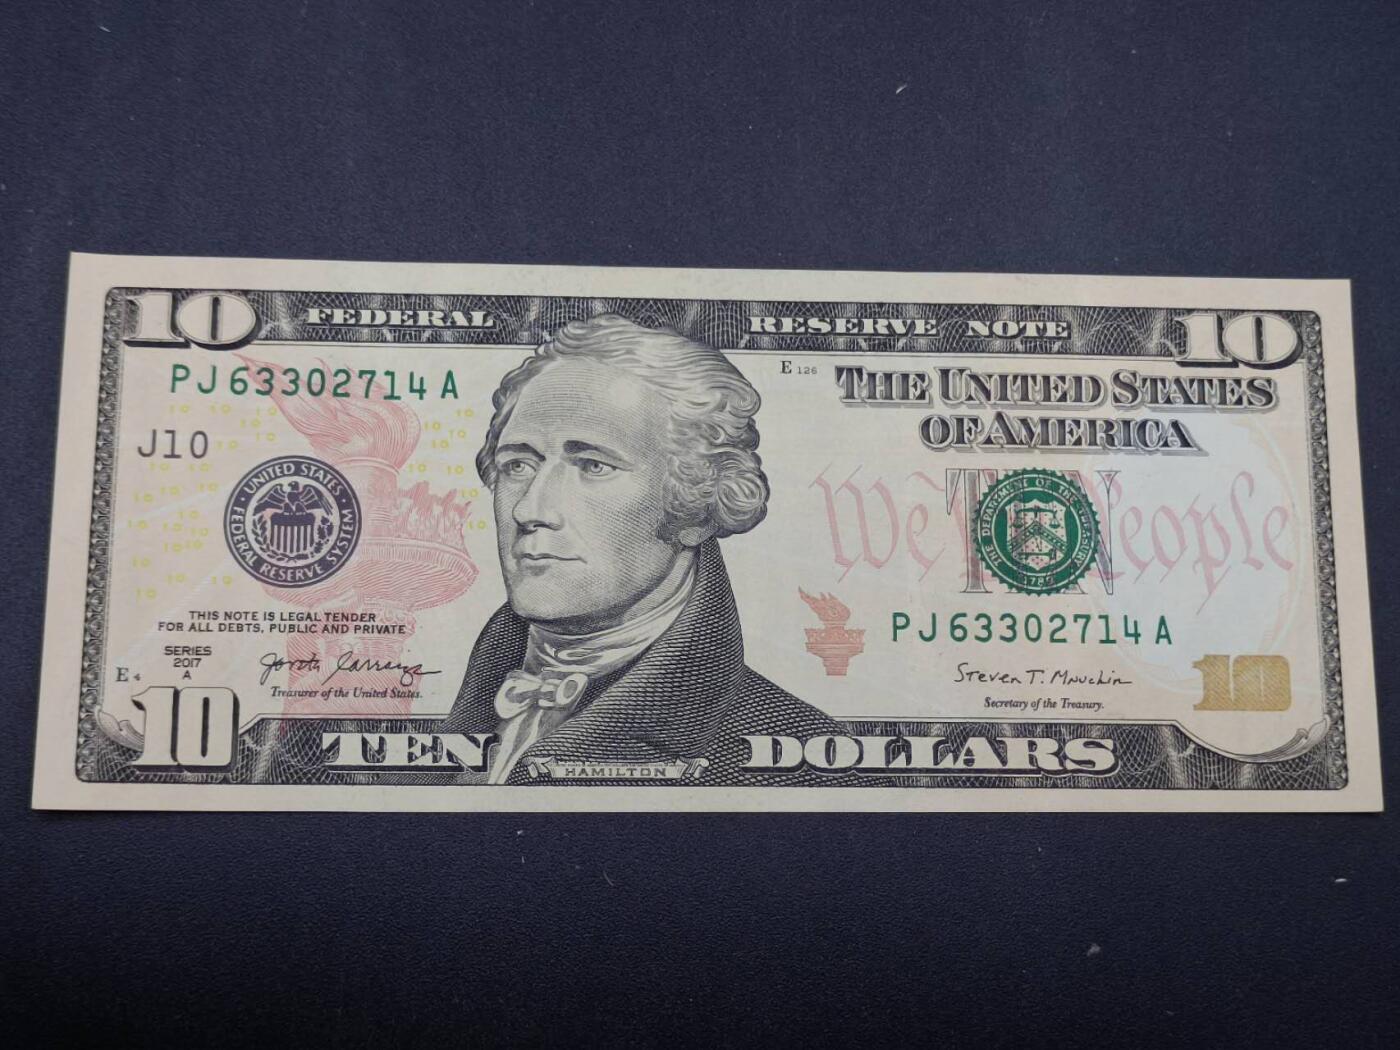 10 FEDERAL RESERVE NOTE 10
PJ 63302714 A
E 126
THE UNITED STATES
OF AMERICA
J10
UNITED STATES
FEDERAL RESERVE SYSTEM
TEN
We The People
THE DEPARTMENT OF THE TREASURY
1789
THIS NOTE IS LEGAL TENDER
FOR ALL DEBTS, PUBLIC AND PRIVATE
PJ 63302714 A
SERIES
2017
A
Treasurer of the United States.
Steven T. Mnuchin
Secretary of the Treasury.
E 4
10 TEN
HAMILTON
DOLLARS
10